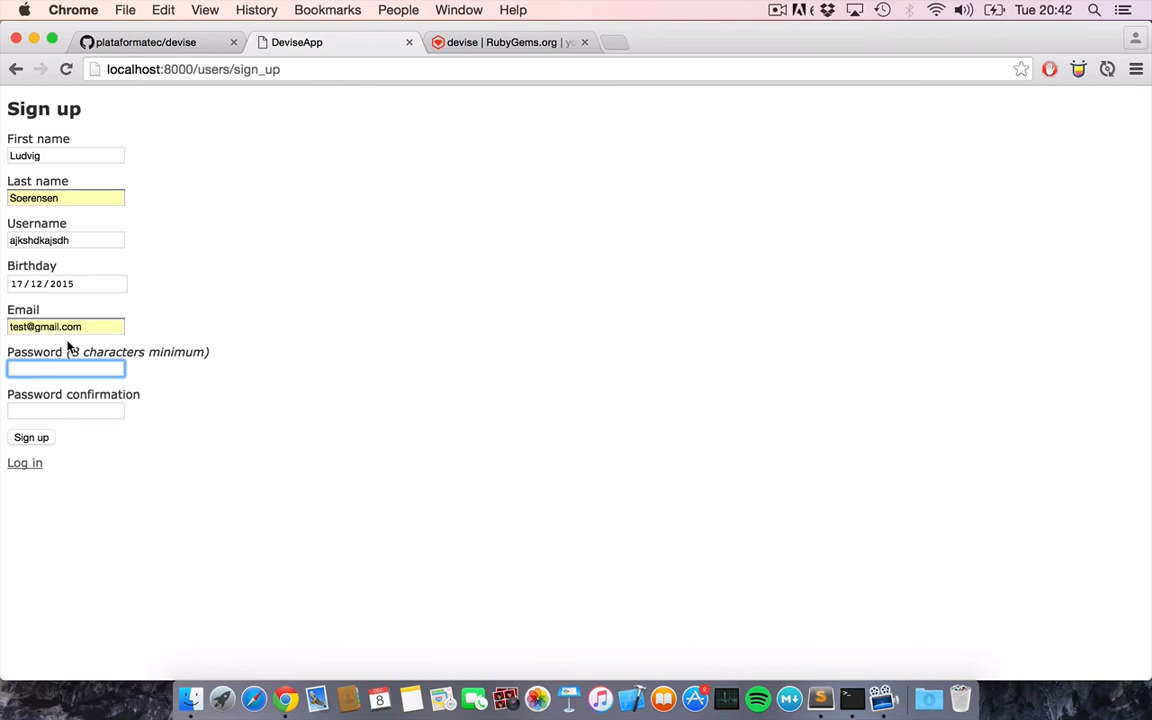 Chrome File Edit View History Bookmarks People Window Help Tue 20:42
plataformatec/devise DeviseApp devise | RubyGems.org |
localhost:8000/users/sign_up
Sign up
First name
Ludvig
Last name
Soerensen
Username
ajkshdkajsdh
Birthday
17/12/2015
Email
test@gmail.com
Password characters minimum)
Password confirmation
Sign up
Log in